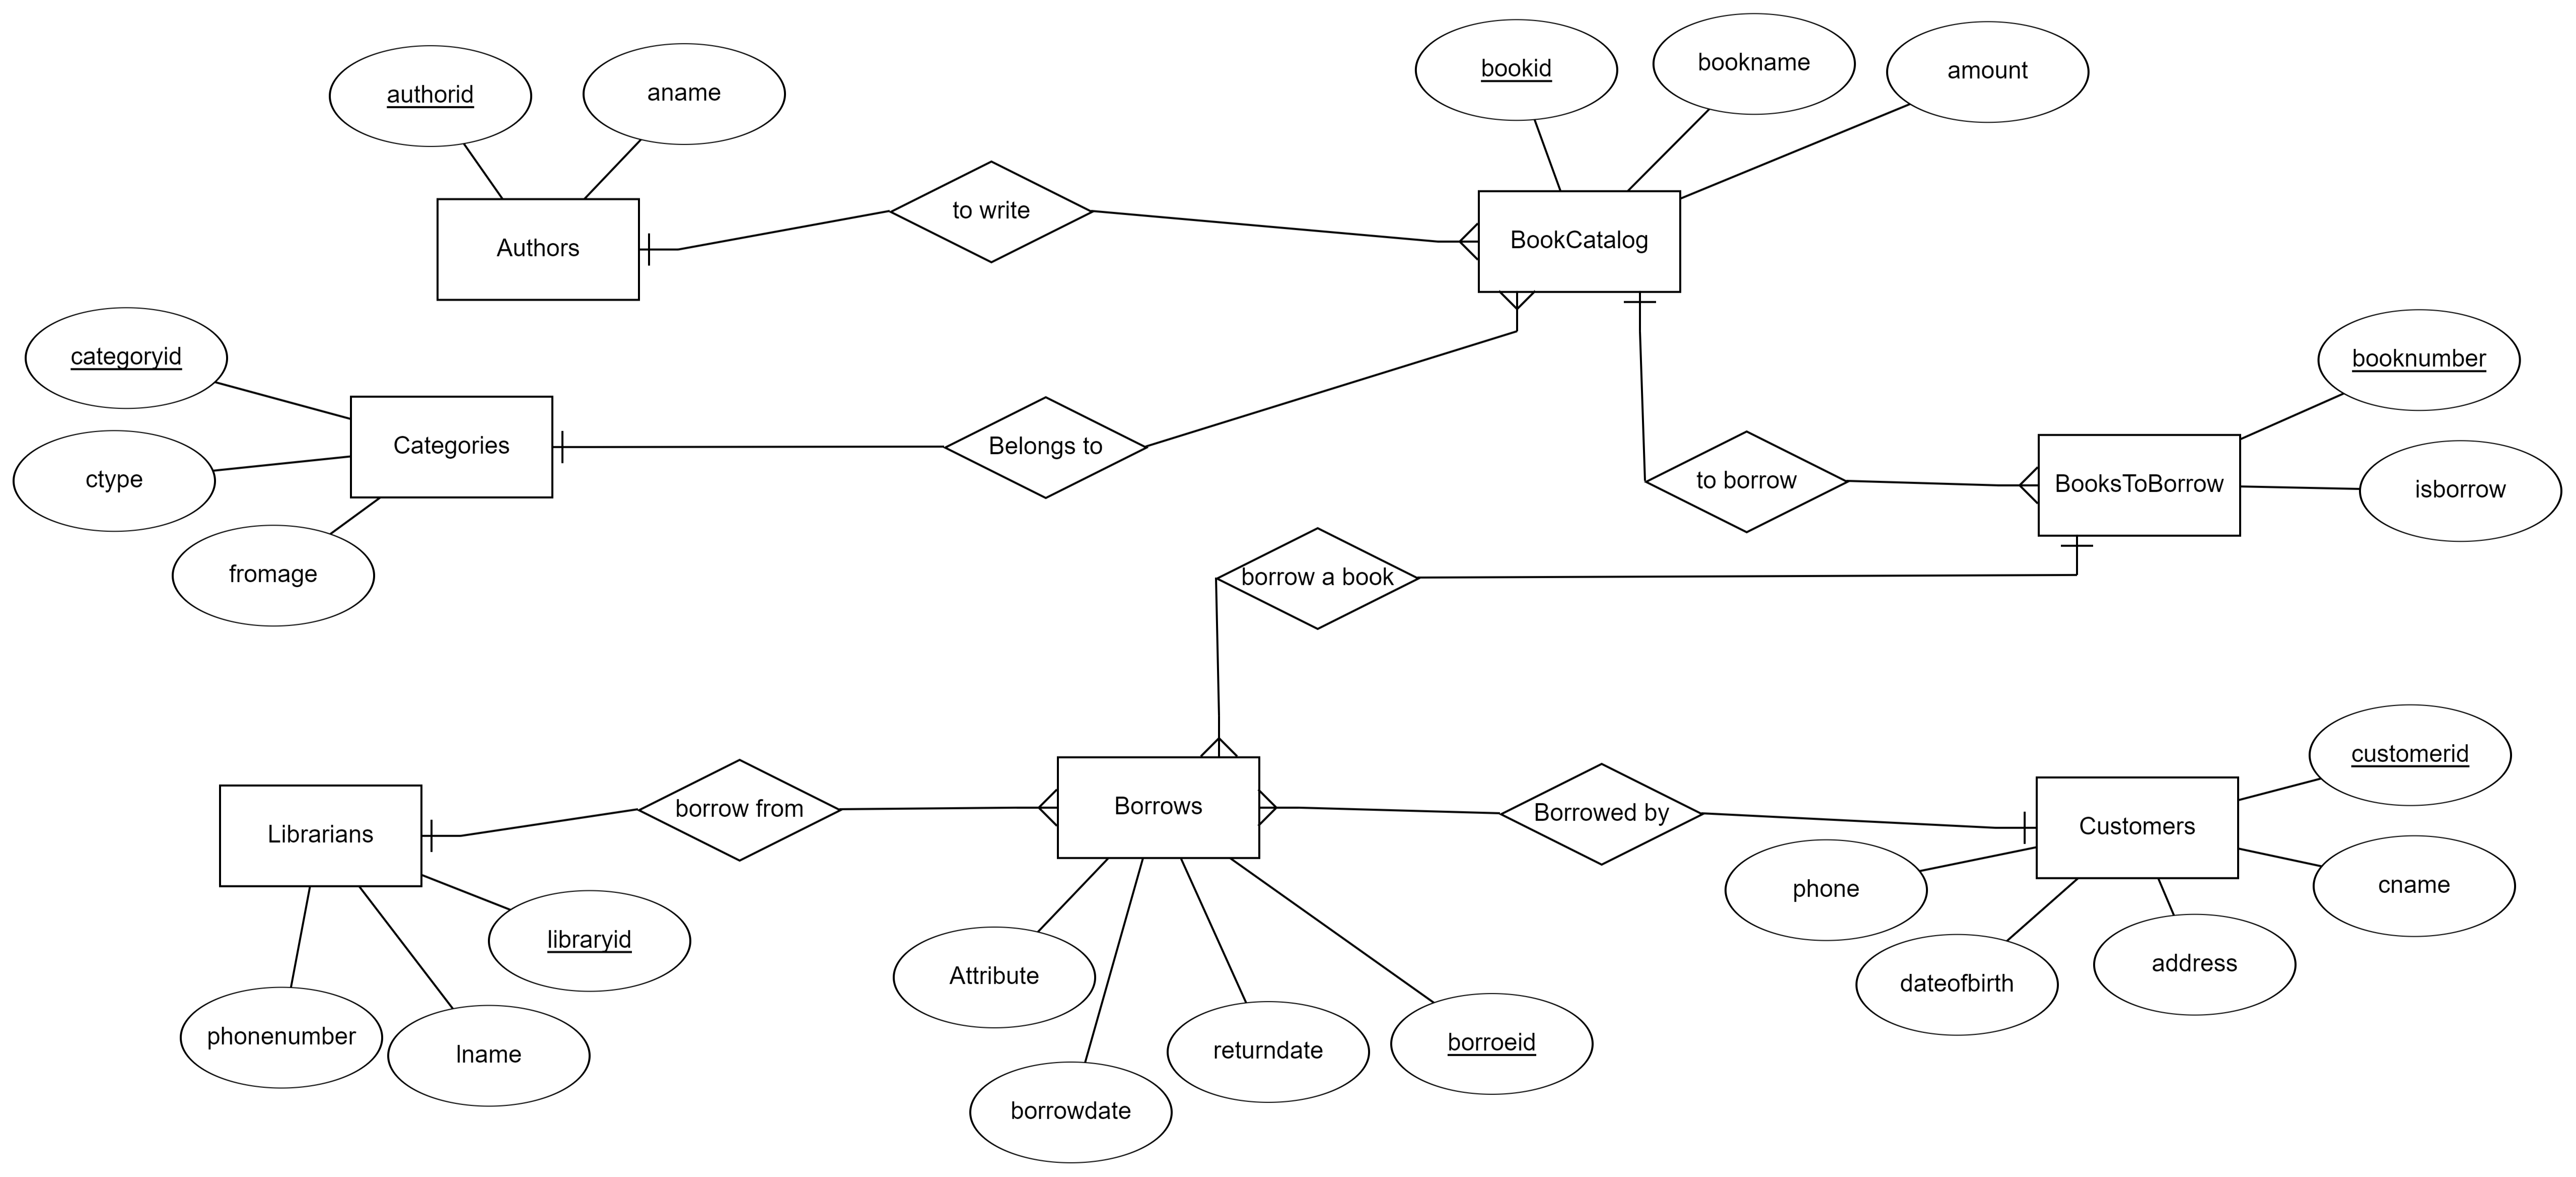 authorid
aname
bookid
bookname
amount
to write
Authors
BookCatalog
categoryid
booknumber
Categories
Belongs to
ctype
to borrow
BooksToBorrow
isborrow
fromage
borrow a book
customerid
Librarians
borrow from
Borrows
Borrowed by
Customers
phone
cname
libraryid
Attribute
dateofbirth
address
phonenumber
lname
returndate
borroeid
borrowdate